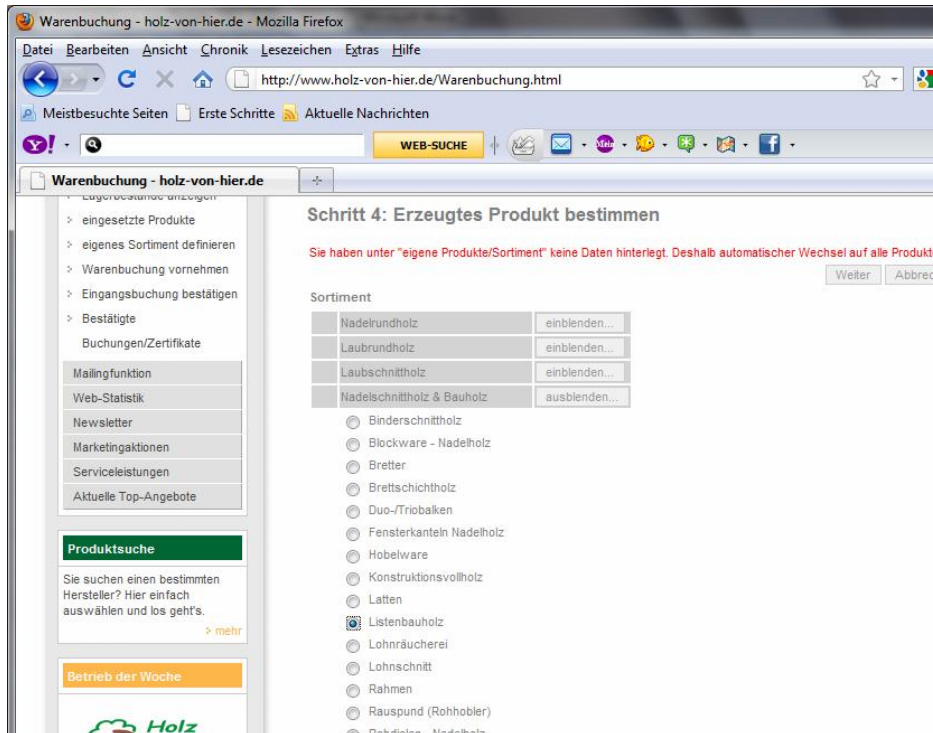 Warenbuchung - holz-von-hier.de - Mozilla Firefox
Datei Bearbeiten Ansicht Chronik Lesezeichen Extras Hilfe
http://www.holz-von-hier.de/Warenbuchung.html
Meistbesuchte Seiten Erste Schritte Aktuelle Nachrichten
Y! WEB-SUCHE
Warenbuchung - holz-von-hier.de
Lagerbestände anzeigen
eingesetzte Produkte
eigenes Sortiment definieren
Warenbuchung vornehmen
Eingangsbuchung bestätigen
Bestätigte
Buchungen/Zertifikate
Mailingfunktion
Web-Statistik
Newsletter
Marketingaktionen
Serviceleistungen
Aktuelle Top-Angebote
Produktsuche
Sie suchen einen bestimmten
Hersteller? Hier einfach
auswählen und los geht's.
> mehr
Betrieb der Woche
Holz
Schritt 4: Erzeugtes Produkt bestimmen
Sie haben unter "eigene Produkte/Sortiment" keine Daten hinterlegt. Deshalb automatischer Wechsel auf alle Produkt
Weiter Abbrec
Sortiment
Nadelrundholz einblenden...
Laubrundholz einblenden...
Laubschnittholz einblenden...
Nadelschnittholz & Bauholz ausblenden...
Binderschnittholz
Blockware - Nadelholz
Bretter
Brettschichtholz
Duo-/Triobalken
Fensterkanteln Nadelholz
Hobelware
Konstruktionsvollholz
Latten
Listenbauholz
Lohnräucherei
Lohnschnitt
Rahmen
Rauspund (Rohhobler)